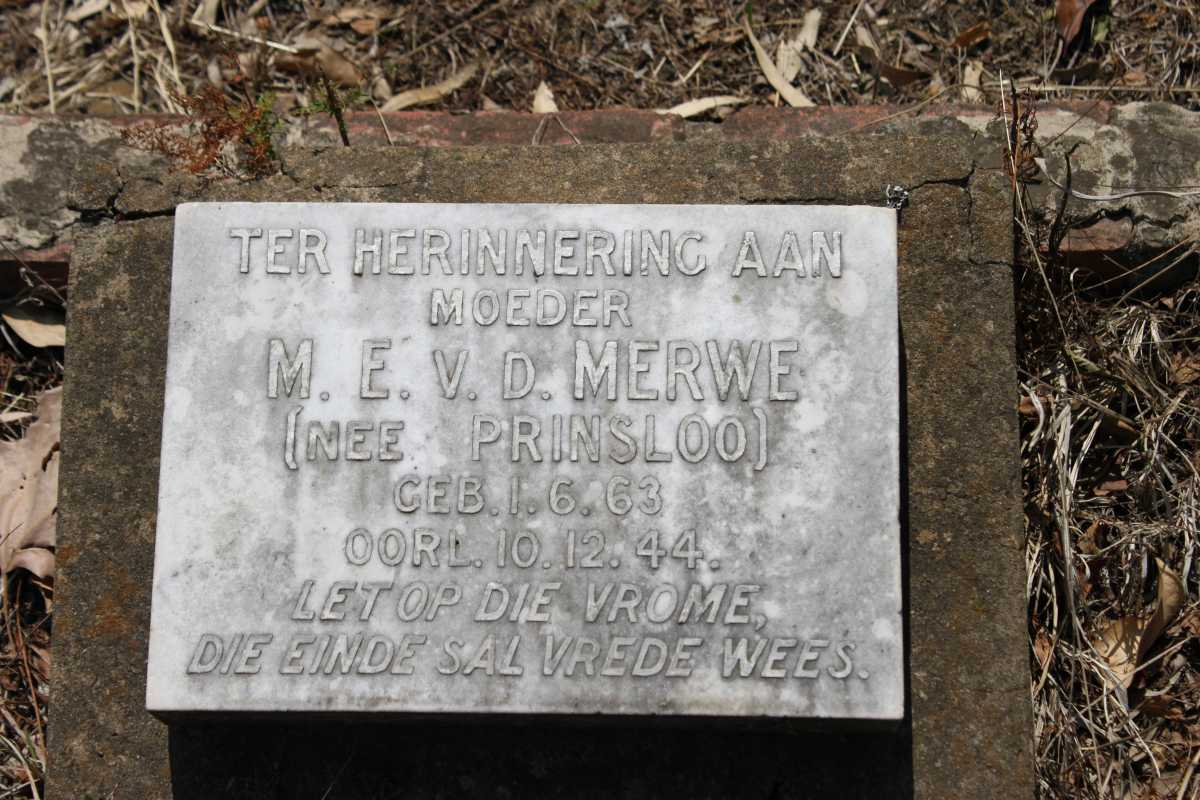 TER HERINNERING AAN
MOEDER
M. E. V. D. MERWE
(NEE PRINSLOO)
GEB. 1. 6. 63
OORL. 10. 12. 44.
LET OP DIE VROME,
DIE EINDE SAL VREDE WEES.